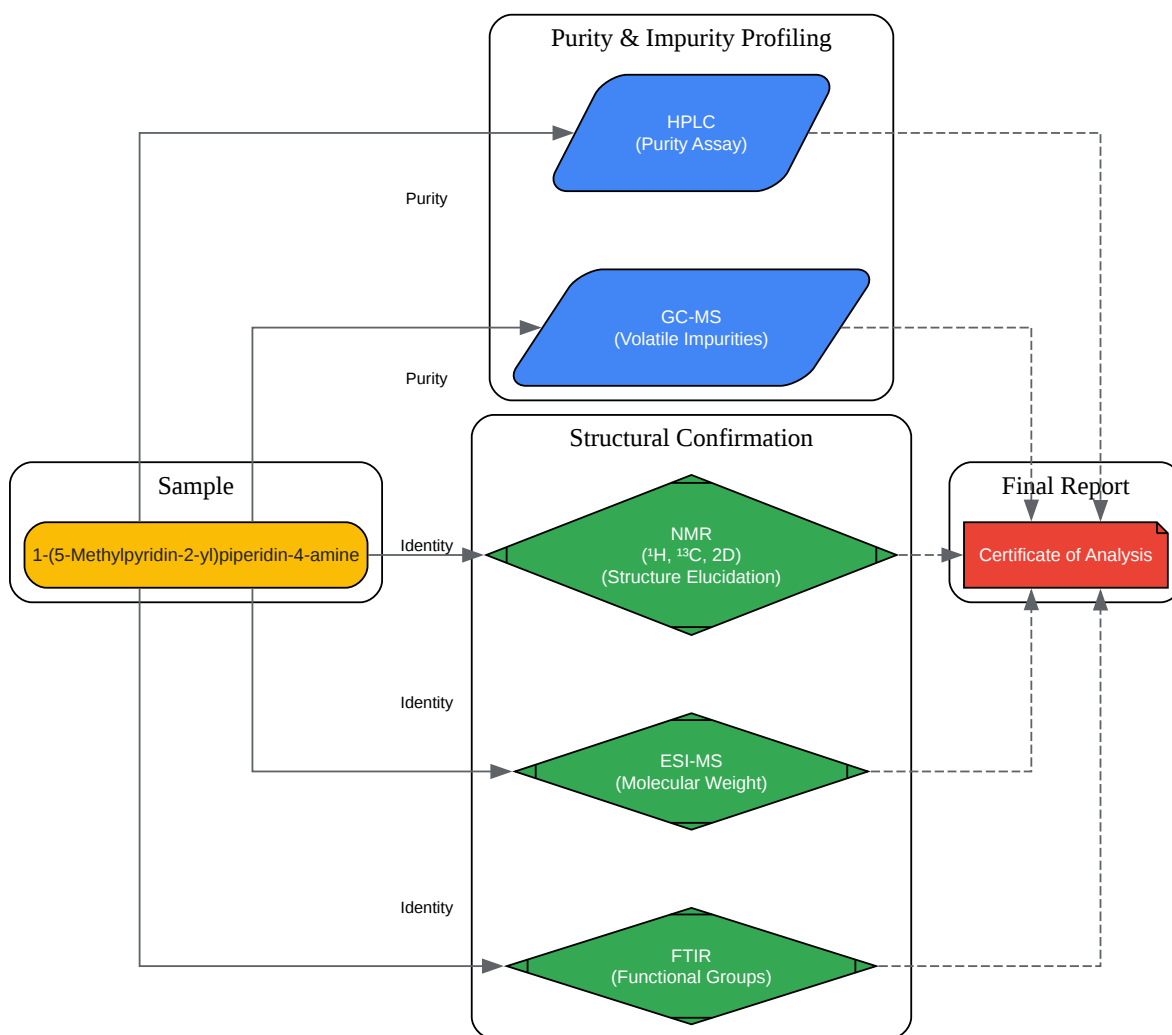 Purity & Impurity Profiling
HPLC
(Purity Assay)
Purity
GC-MS
(Volatile Impurities)
Purity
Structural Confirmation
Sample
Final Report
1-(5-Methylpyridin-2-yl)piperidin-4-amine
Identity
NMR
(¹H, ¹³C, 2D)
(Structure Elucidation)
Certificate of Analysis
Identity
ESI-MS
(Molecular Weight)
Identity
FTIR
(Functional Groups)